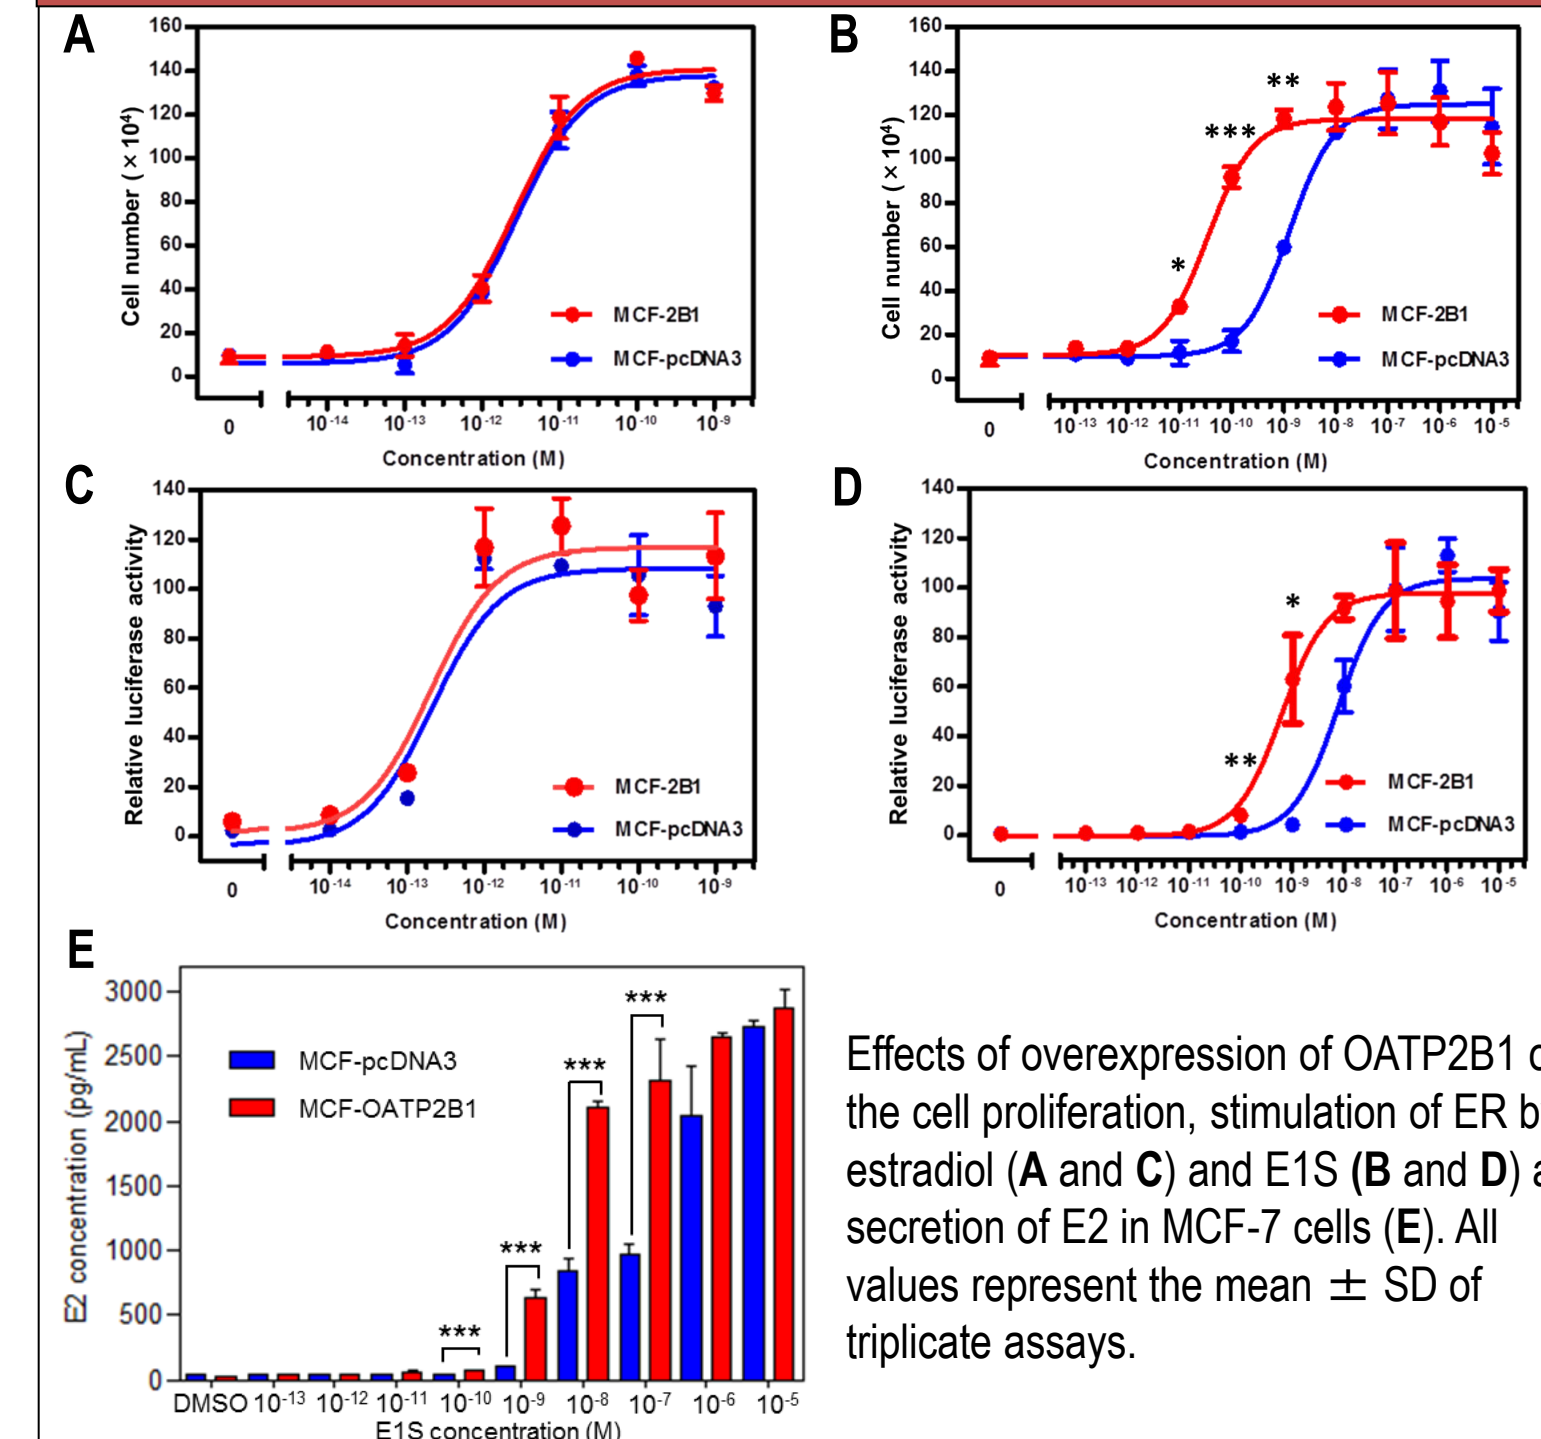 A
160
140
120
100
80
60
40
20
0
Cell number (×10⁴)
MCF-2B1
MCF-pcDNA3
0 10⁻¹⁴ 10⁻¹³ 10⁻¹² 10⁻¹¹ 10⁻¹⁰ 10⁻⁹
Concentration (M)
B
160
140
120
100
80
60
40
20
0
Cell number (×10⁴)
*
***
**
MCF-2B1
MCF-pcDNA3
0 10⁻¹³ 10⁻¹² 10⁻¹¹ 10⁻¹⁰ 10⁻⁹ 10⁻⁸ 10⁻⁷ 10⁻⁶ 10⁻⁵
Concentration (M)
C
140
120
100
80
60
40
20
0
Relative luciferase activity
MCF-2B1
MCF-pcDNA3
0 10⁻¹⁴ 10⁻¹³ 10⁻¹² 10⁻¹¹ 10⁻¹⁰ 10⁻⁹
Concentration (M)
D
140
120
100
80
60
40
20
0
Relative luciferase activity
**
*
MCF-2B1
MCF-pcDNA3
0 10⁻¹³ 10⁻¹² 10⁻¹¹ 10⁻¹⁰ 10⁻⁹ 10⁻⁸ 10⁻⁷ 10⁻⁶ 10⁻⁵
Concentration (M)
E
3000
2500
2000
1500
1000
500
0
E2 concentration (pg/mL)
MCF-pcDNA3
MCF-OATP2B1
***
***
***
***
DMSO 10⁻¹³ 10⁻¹² 10⁻¹¹ 10⁻¹⁰ 10⁻⁹ 10⁻⁸ 10⁻⁷ 10⁻⁶ 10⁻⁵
E1S concentration (M)
Effects of overexpression of OATP2B1
the cell proliferation, stimulation of ER
estradiol (A and C) and E1S (B and D)
secretion of E2 in MCF-7 cells (E). All
values represent the mean ± SD of
triplicate assays.